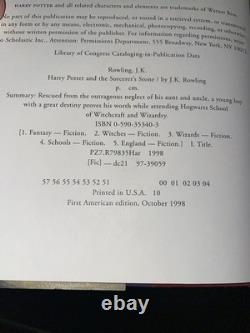 HARRY POTTER and all related characters and elements are trademarks of Warner Bros.
No part of this publication may be reproduced, or stored in a retrieval system, or transmitted
by any means, electronic, mechanical, photocopying, recording, or otherwise,
without written permission of the publisher. For information regarding permission, write
o Scholastic Inc., Attention: Permissions Department, 555 Broadway, New York, NY
Library of Congress Cataloging-in-Publication Data
Rowling, J.K.
Harry Potter and the Sorcerer's Stone / by J.K. Rowling
p. cm.
Summary: Rescued from the outrageous neglect of his aunt and uncle, a young boy
with a great destiny proves his worth while attending Hogwarts School
of Witchcraft and Wizardry.
ISBN 0-590-35340-3
[1. Fantasy — Fiction. 2. Witches — Fiction. 3. Wizards — Fiction.
4. Schools — Fiction. 5. England — Fiction.] I. Title.
PZ7.R79835Har 1998
[Fic] — dc21 97-39059
57 56 55 54 53 52 51 00 01 02 03 04
Printed in U.S.A. 10
First American edition, October 1998